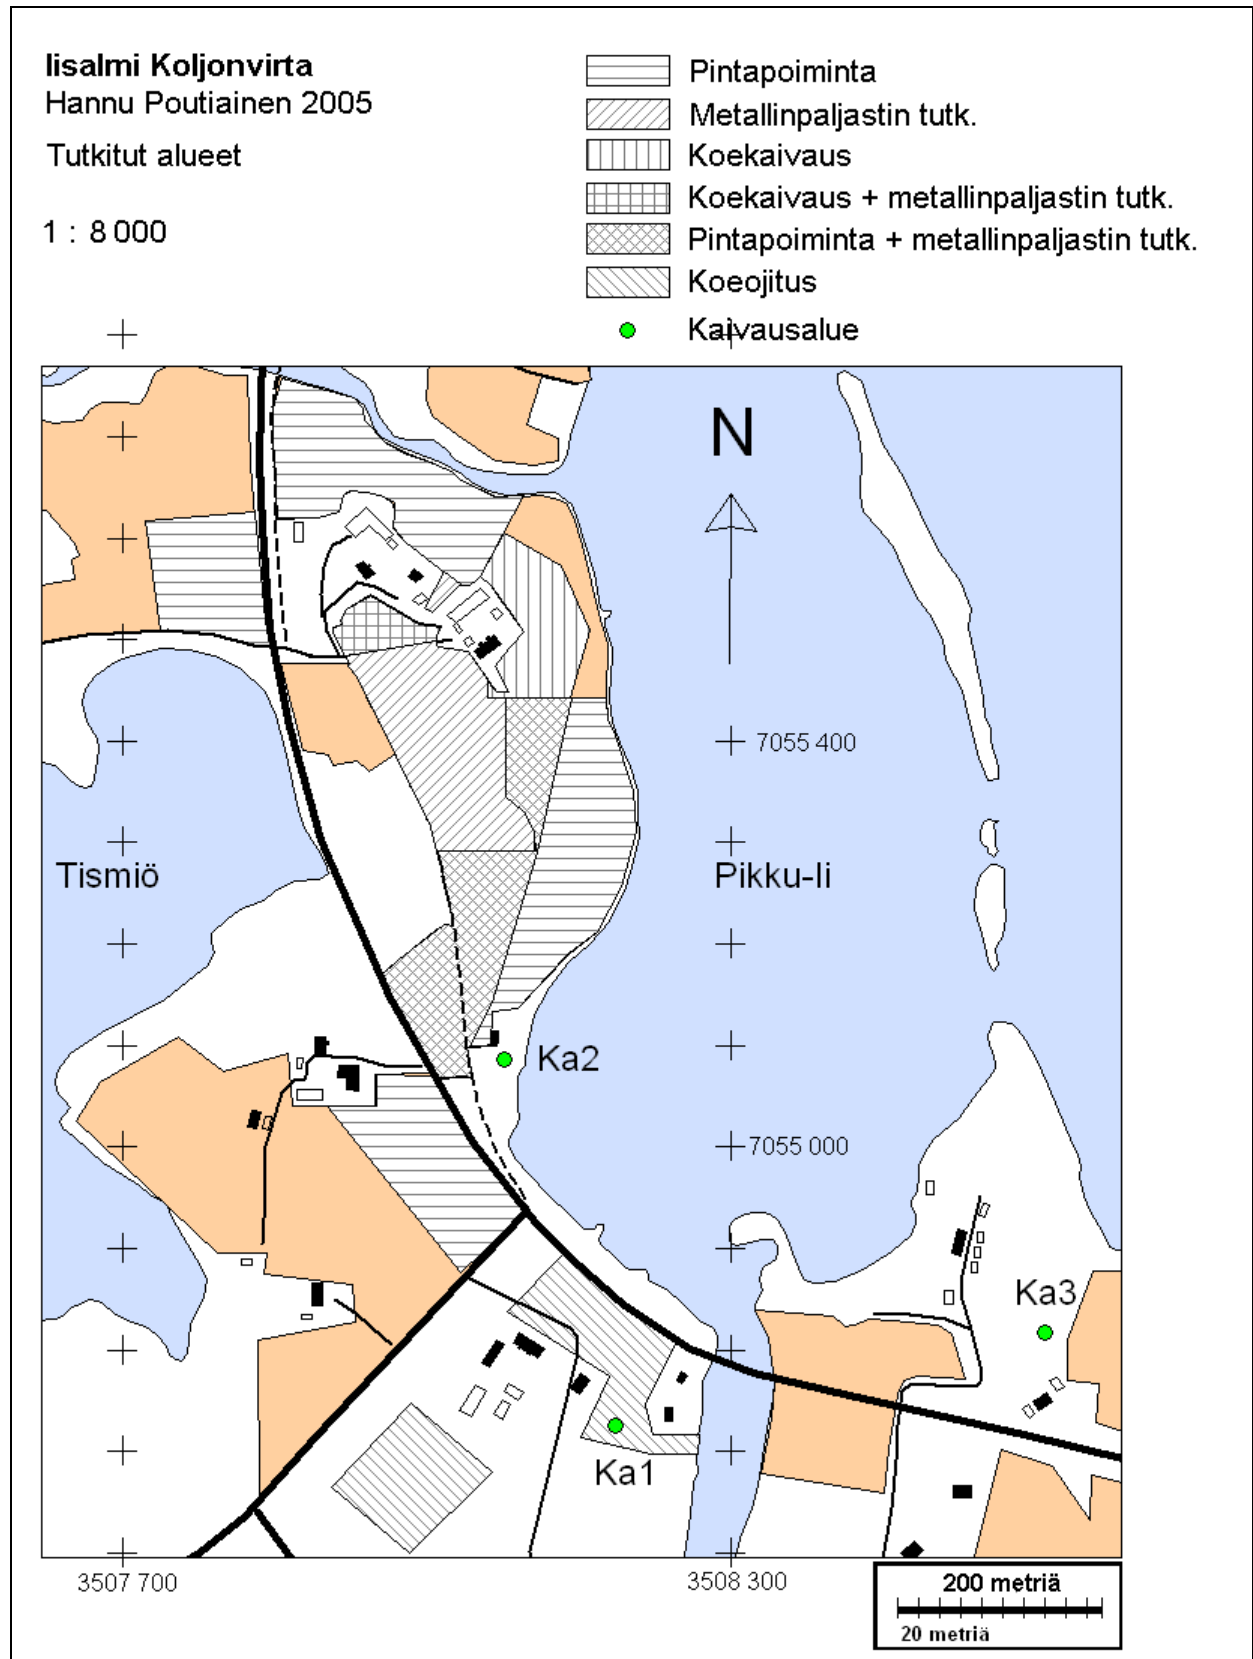 Iisalmi Koljonvirta
Hannu Poutiainen 2005
Tutkitut alueet
1 : 8 000
Pintapoiminta
Metallinpaljastin tutk.
Koekaivaus
Koekaivaus + metallinpaljastin tutk.
Pintapoiminta + metallinpaljastin tutk.
Koeojitus
Kaivausalue
N
7055 400
Tismiö
Pikku-Ii
Ka2
7055 000
Ka3
Ka1
3507 700
3508 300
200 metriä
20 metriä